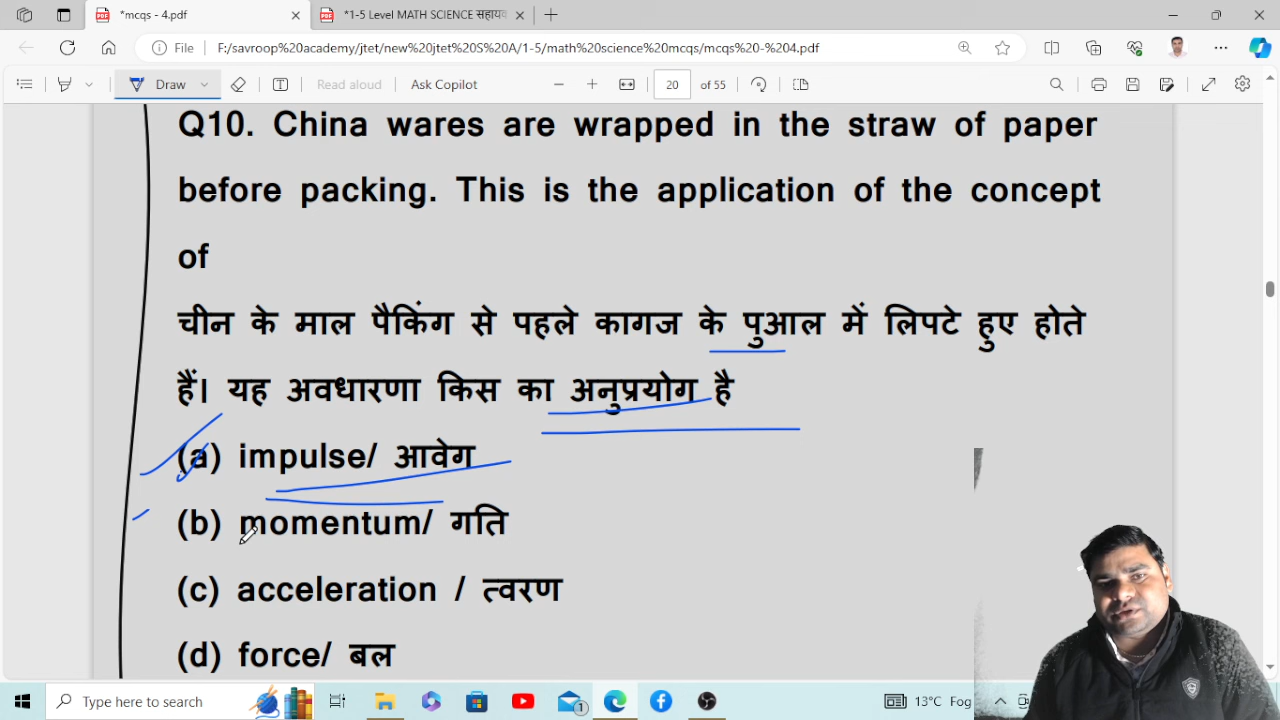 *mcqs - 4.pdf
*1-5 Level MATH SCIENCE सहायक
File F:/savroop%20academy/jtet/new%20jtet%20S%20A/1-5/math%20science%20mcqs/mcqs%20-%204.pdf
Draw Read aloud Ask Copilot 20 of 55
Q10. China wares are wrapped in the straw of paper
before packing. This is the application of the concept
of
चीन के माल पैकिंग से पहले कागज के पुआल में लिपटे हुए होते
हैं। यह अवधारणा किस का अनुप्रयोग है
(a) impulse/ आवेग
(b) momentum/ गति
(c) acceleration / त्वरण
(d) force/ बल
Type here to search 1 13°C Fog